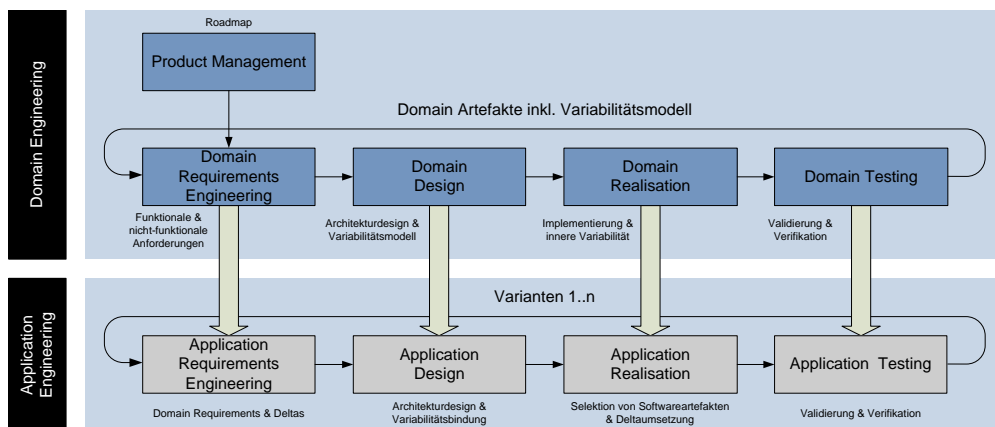 Domain Engineering
Roadmap
Product Management
Domain Artefakte inkl. Variabilitätsmodell
Domain
Requirements
Engineering
Domain
Design
Domain
Realisation
Domain Testing
Funktionale &
nicht-funktionale
Anforderungen
Architekturdesign &
Variabilitätsmodell
Implementierung &
innere Variabilität
Validierung &
Verifikation
Application
Engineering
Varianten 1..n
Application
Requirements
Engineering
Application
Design
Application
Realisation
Application Testing
Domain Requirements & Deltas
Architekturdesign &
Variabilitätsbindung
Selektion von Softwareartefakten
& Deltaumsetzung
Validierung & Verifikation